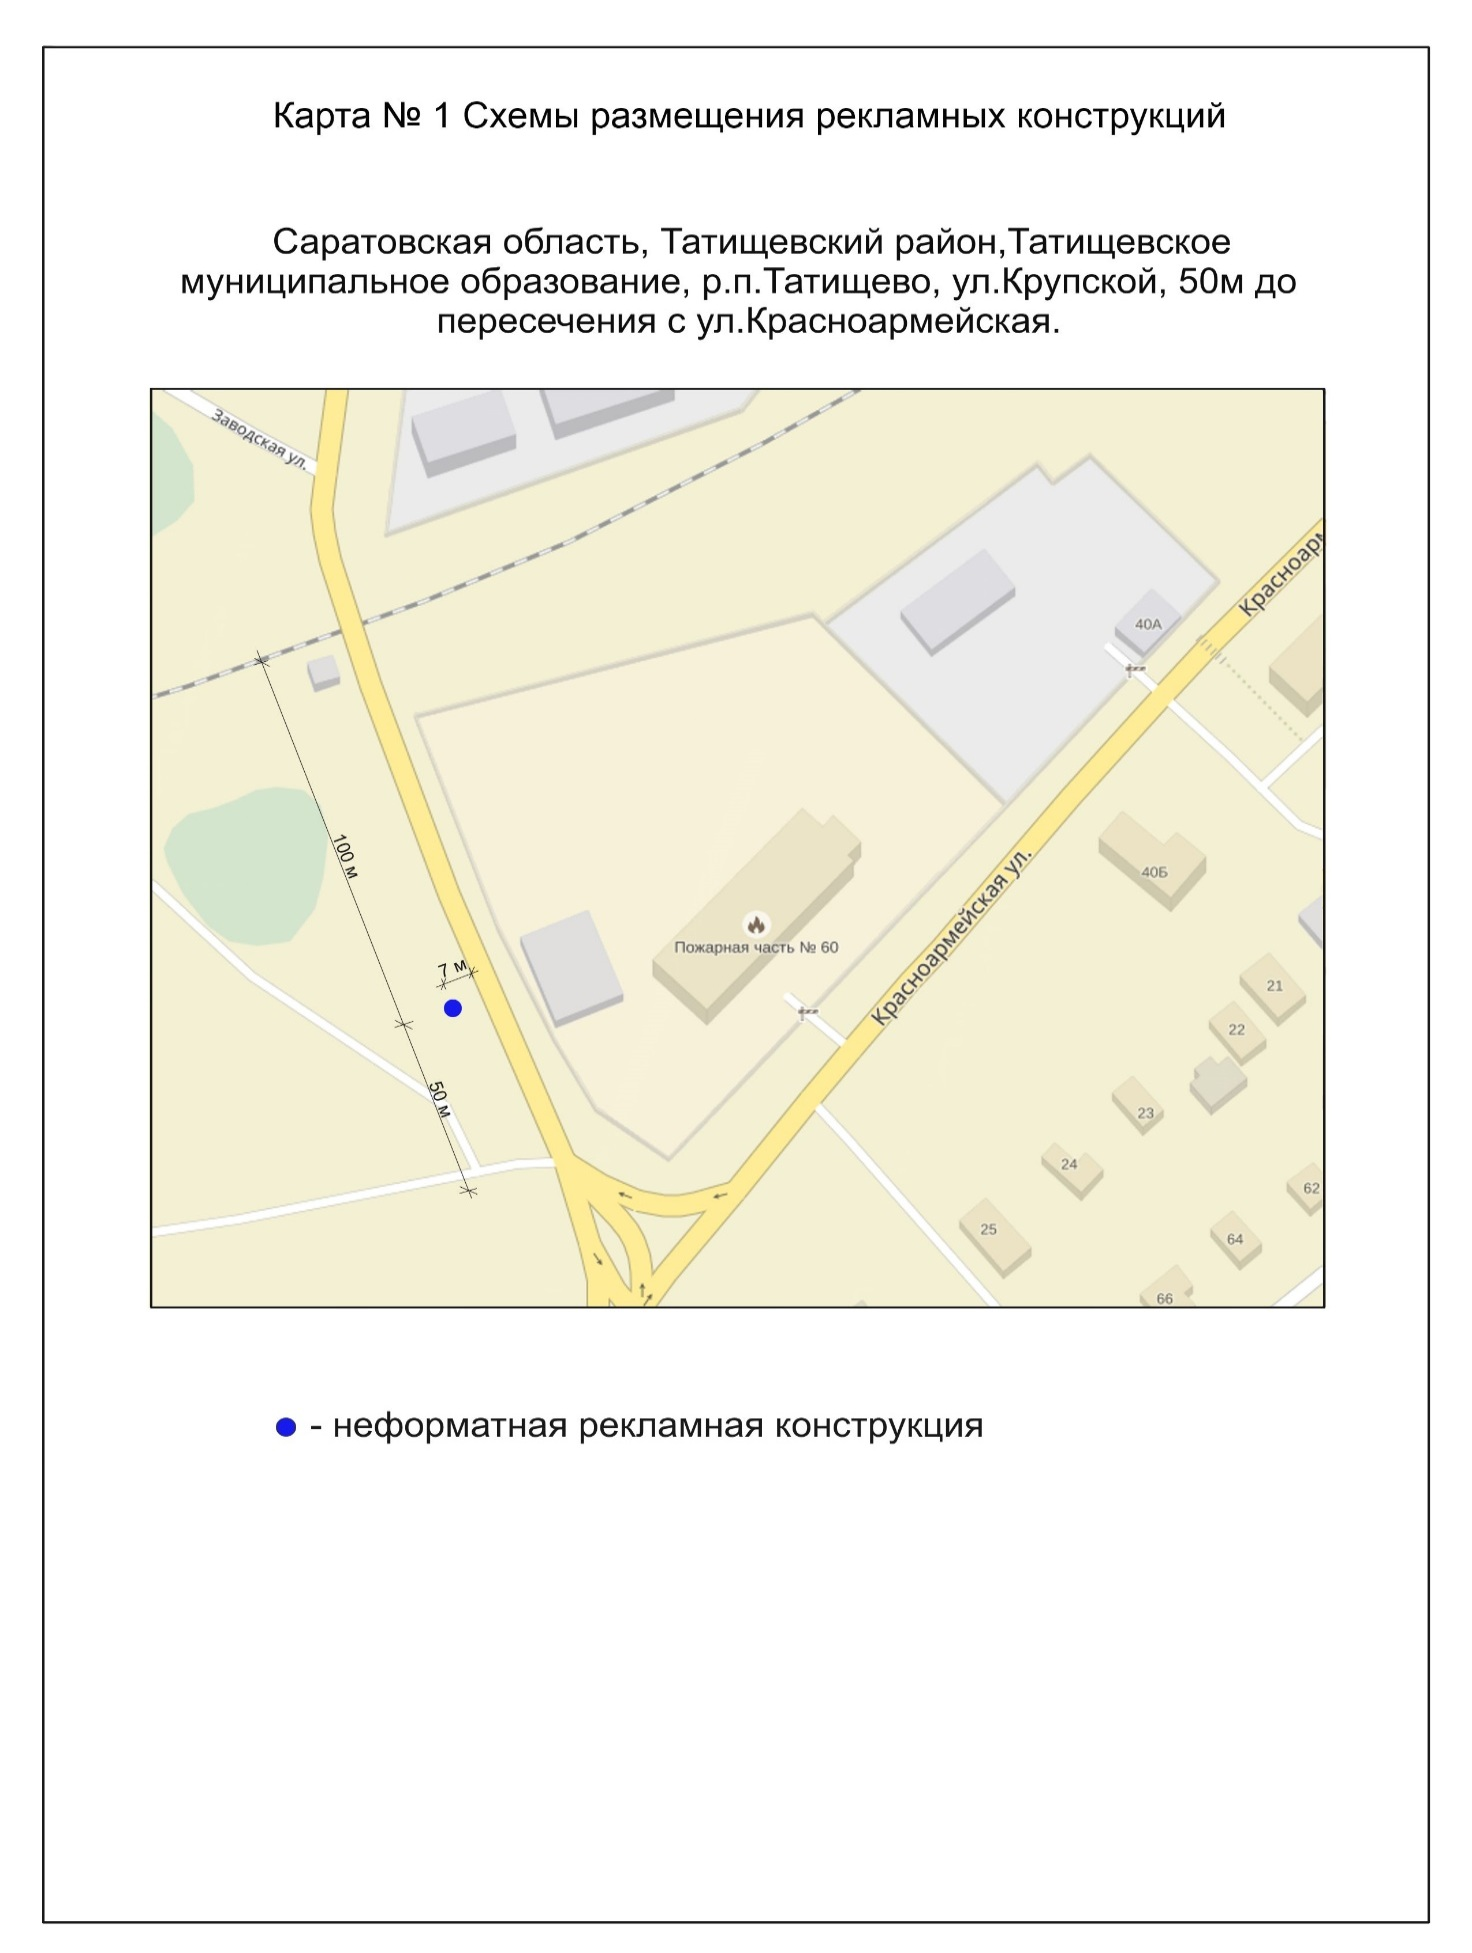 Карта № 1 Схемы размещения рекламных конструкций
Саратовская область, Татищевский район,Татищевское
муниципальное образование, р.п.Татищево, ул.Крупской, 50м до
пересечения с ул.Красноармейская.
Заводская ул.
Красноарм
40А
100 м
40Б
Красноармейская ул.
Пожарная часть № 60
7 м
21
22
50 м
23
24
62
25
64
66
- неформатная рекламная конструкция